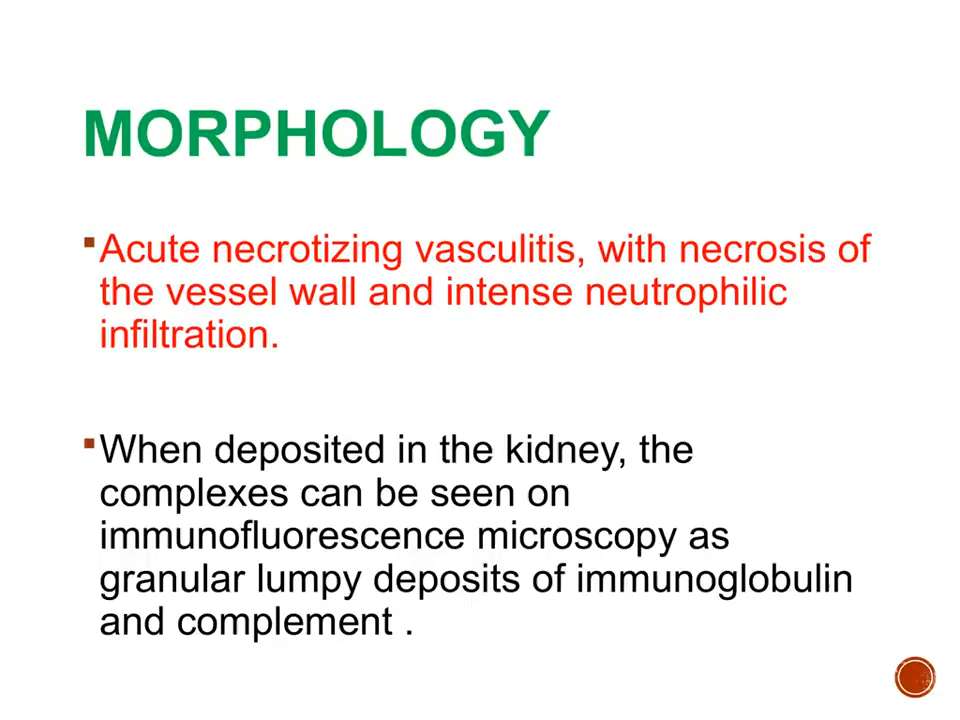 MORPHOLOGY
▪Acute necrotizing vasculitis, with necrosis of
the vessel wall and intense neutrophilic
infiltration.
▪When deposited in the kidney, the
complexes can be seen on
immunofluorescence microscopy as
granular lumpy deposits of immunoglobulin
and complement .